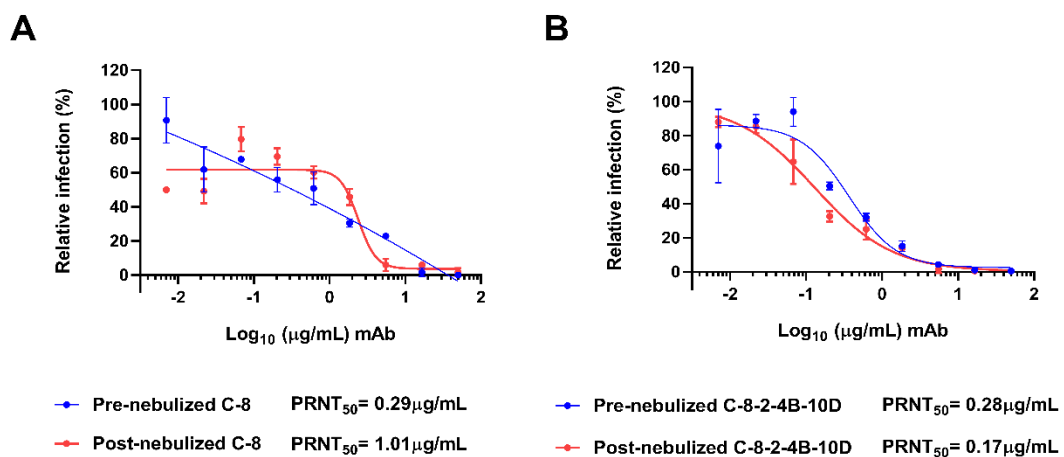 A
B
Relative infection (%)
120
100
80
60
40
20
0
-2
-1
0
1
2
Log10 (μg/mL) mAb
Relative infection (%)
120
100
80
60
40
20
0
-2
-1
0
1
2
Log10 (μg/mL) mAb
Pre-nebulized C-8 PRNT50= 0.29μg/mL
Post-nebulized C-8 PRNT50= 1.01μg/mL
Pre-nebulized C-8-2-4B-10D PRNT50= 0.28μg/mL
Post-nebulized C-8-2-4B-10D PRNT50= 0.17μg/mL